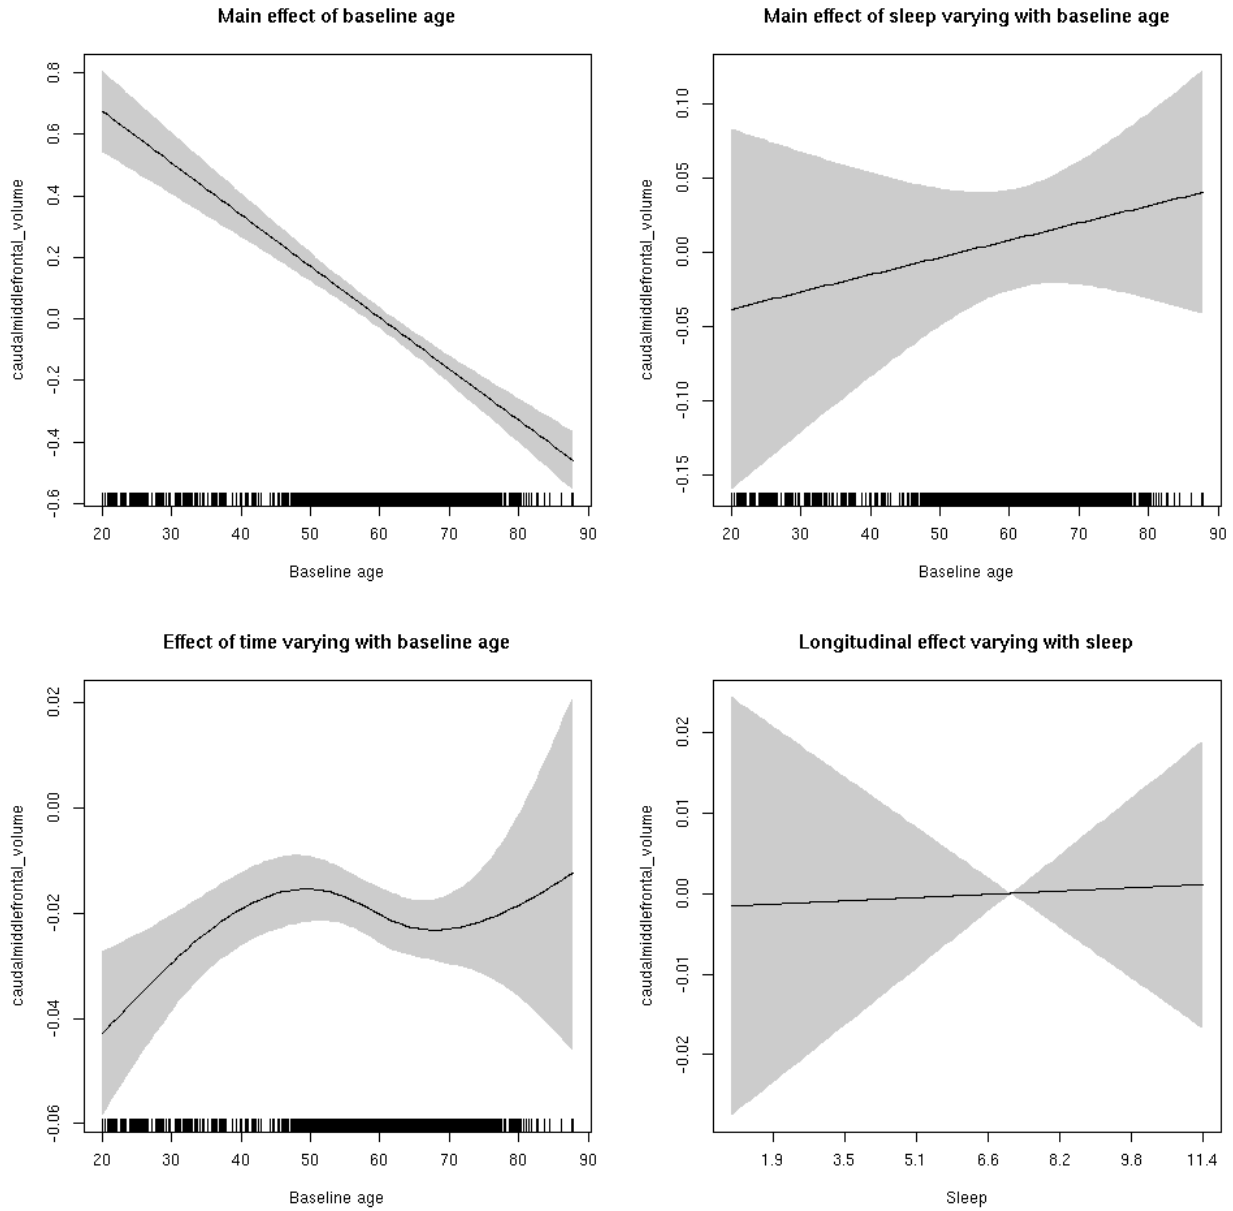 Main effect of baseline age
caudalmiddlefrontal_volume
0.8
0.6
0.4
0.2
0.0
-0.2
-0.4
-0.6
20 30 40 50 60 70 80 90
Baseline age
Main effect of sleep varying with baseline age
caudalmiddlefrontal_volume
0.10
0.05
0.00
-0.05
-0.10
-0.15
20 30 40 50 60 70 80 90
Baseline age
Effect of time varying with baseline age
caudalmiddlefrontal_volume
0.02
0.00
-0.02
-0.04
-0.06
20 30 40 50 60 70 80 90
Baseline age
Longitudinal effect varying with sleep
caudalmiddlefrontal_volume
0.02
0.01
0.00
-0.01
-0.02
1.9 3.5 5.1 6.6 8.2 9.8 11.4
Sleep